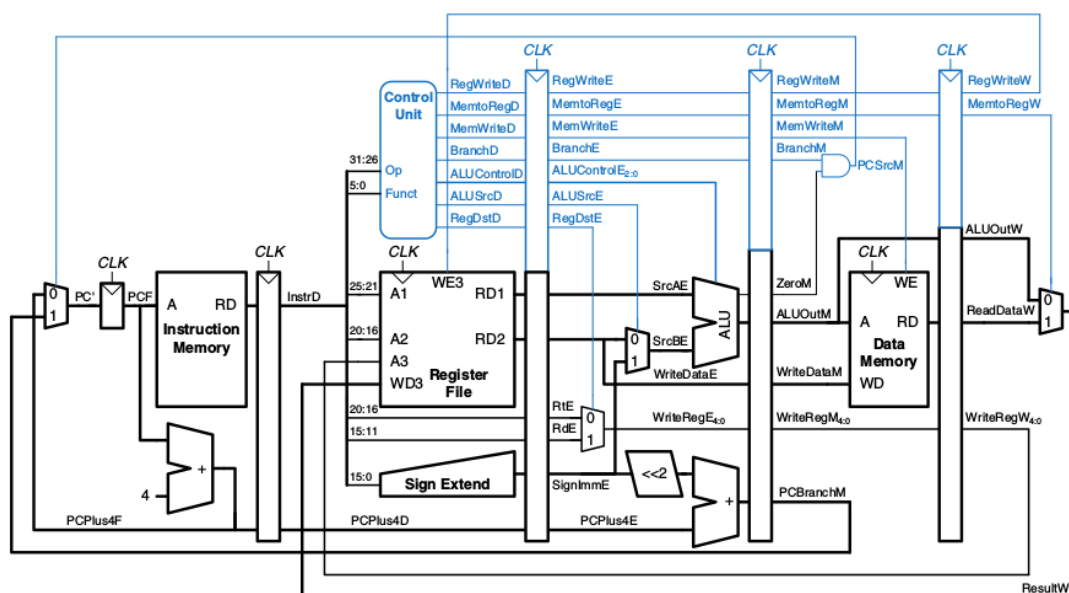 CLK CLK CLK
Control Unit
RegWriteD RegWriteE RegWriteM RegWriteW
MemtoRegD MemtoRegE MemtoRegM MemtoRegW
MemWriteD MemWriteE MemWriteM
BranchD BranchE BranchM
PCSrcM
31:26 Op
ALUControlD ALUControlE2:0
5:0 Funct
ALUSrcD ALUSrcE
RegDstD RegDstE
ALUOutW
CLK CLK CLK CLK
0 PC' PCF A RD InstrD 25:21 A1 WE3 RD1 SrcAE ZeroM WE 0
1 Instruction Memory
20:16 A2 RD2 0 SrcBE ALU ALUOutM A RD ReadDataW 1
A3 1 Data Memory
WD3 Register File WriteDataE WriteDataM WD
20:16 RtE 0 WriteRegE4:0 WriteRegM4:0 WriteRegW4:0
15:11 RdE 1
+
4 15:0 Sign Extend SignImmE <<2 + PCBranchM
PCPlus4F PCPlus4D PCPlus4E
ResultW